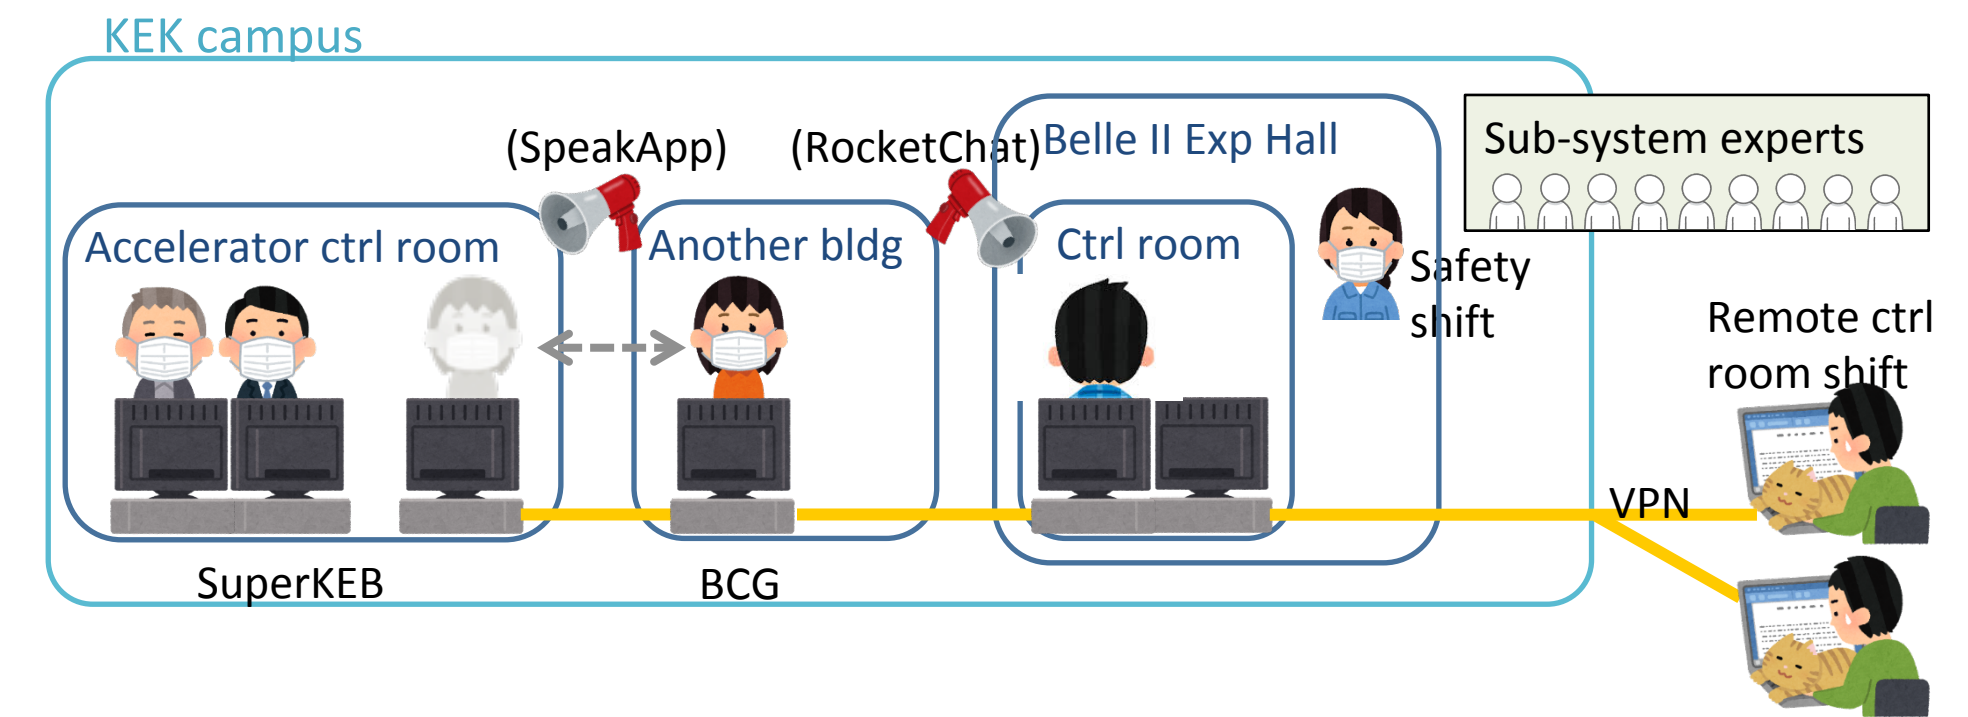 KEK campus
(SpeakApp)
(RocketChat)
Belle II Exp Hall
Sub-system experts
Accelerator ctrl room
Another bldg
Ctrl room
Safety
shift
Remote ctrl
room shift
VPN
SuperKEB
BCG